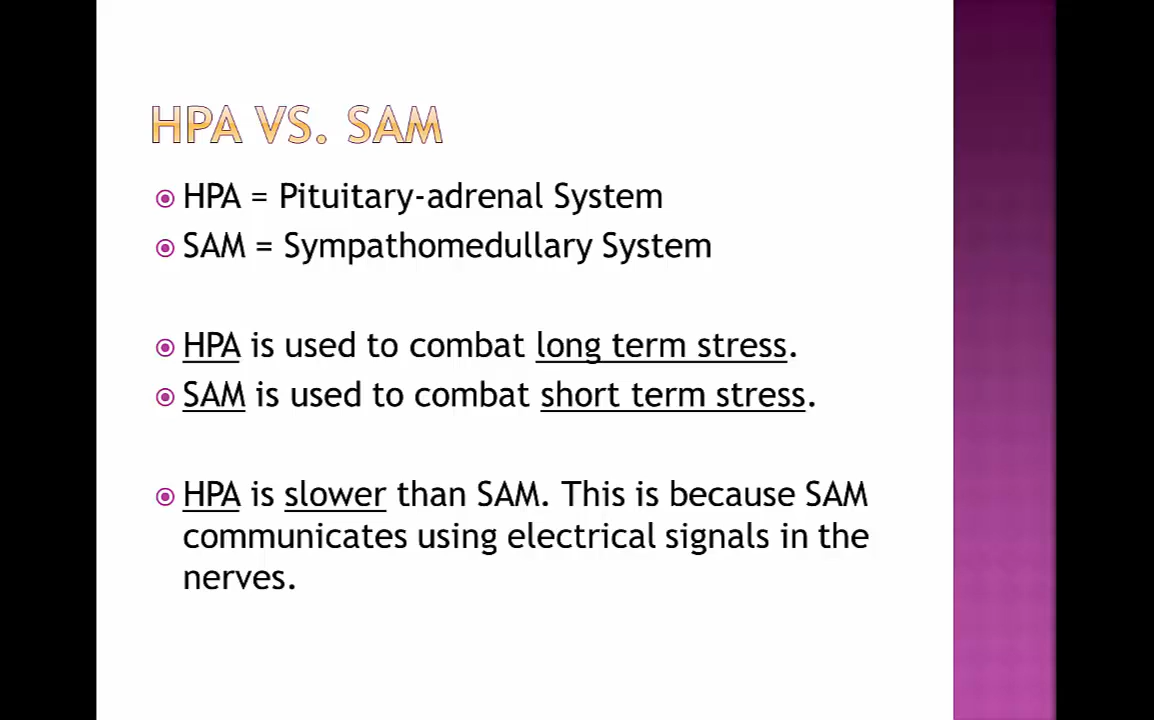 HPA VS. SAM
HPA = Pituitary-adrenal System
SAM = Sympathomedullary System
HPA is used to combat long term stress.
SAM is used to combat short term stress.
HPA is slower than SAM. This is because SAM
communicates using electrical signals in the
nerves.